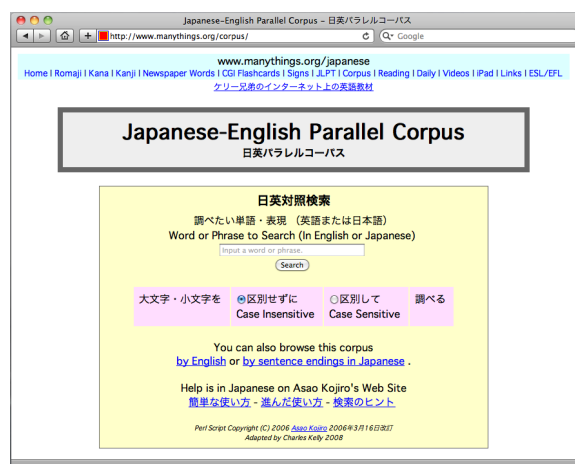 Japanese-English Parallel Corpus – 日英パラレルコーパス
http://www.manythings.org/corpus/
Google
www.manythings.org/japanese
Home | Romaji | Kana | Kanji | Newspaper Words | CGI Flashcards | Signs | JLPT | Corpus | Reading | Daily | Videos | iPad | Links | ESL/EFL
ケリー兄弟のインターネット上の英語教材
Japanese-English Parallel Corpus
日英パラレルコーパス
日英対照検索
調べたい単語・表現 （英語または日本語）
Word or Phrase to Search (In English or Japanese)
Input a word or phrase.
Search
大文字・小文字を 区別せずに 区別して 調べる
Case Insensitive Case Sensitive
You can also browse this corpus
by English or by sentence endings in Japanese .
Help is in Japanese on Asao Kojiro's Web Site
簡単な使い方 - 進んだ使い方 - 検索のヒント
Perl Script Copyright (C) 2006 Asao Kojiro 2006年3月16日改訂
Adapted by Charles Kelly 2008